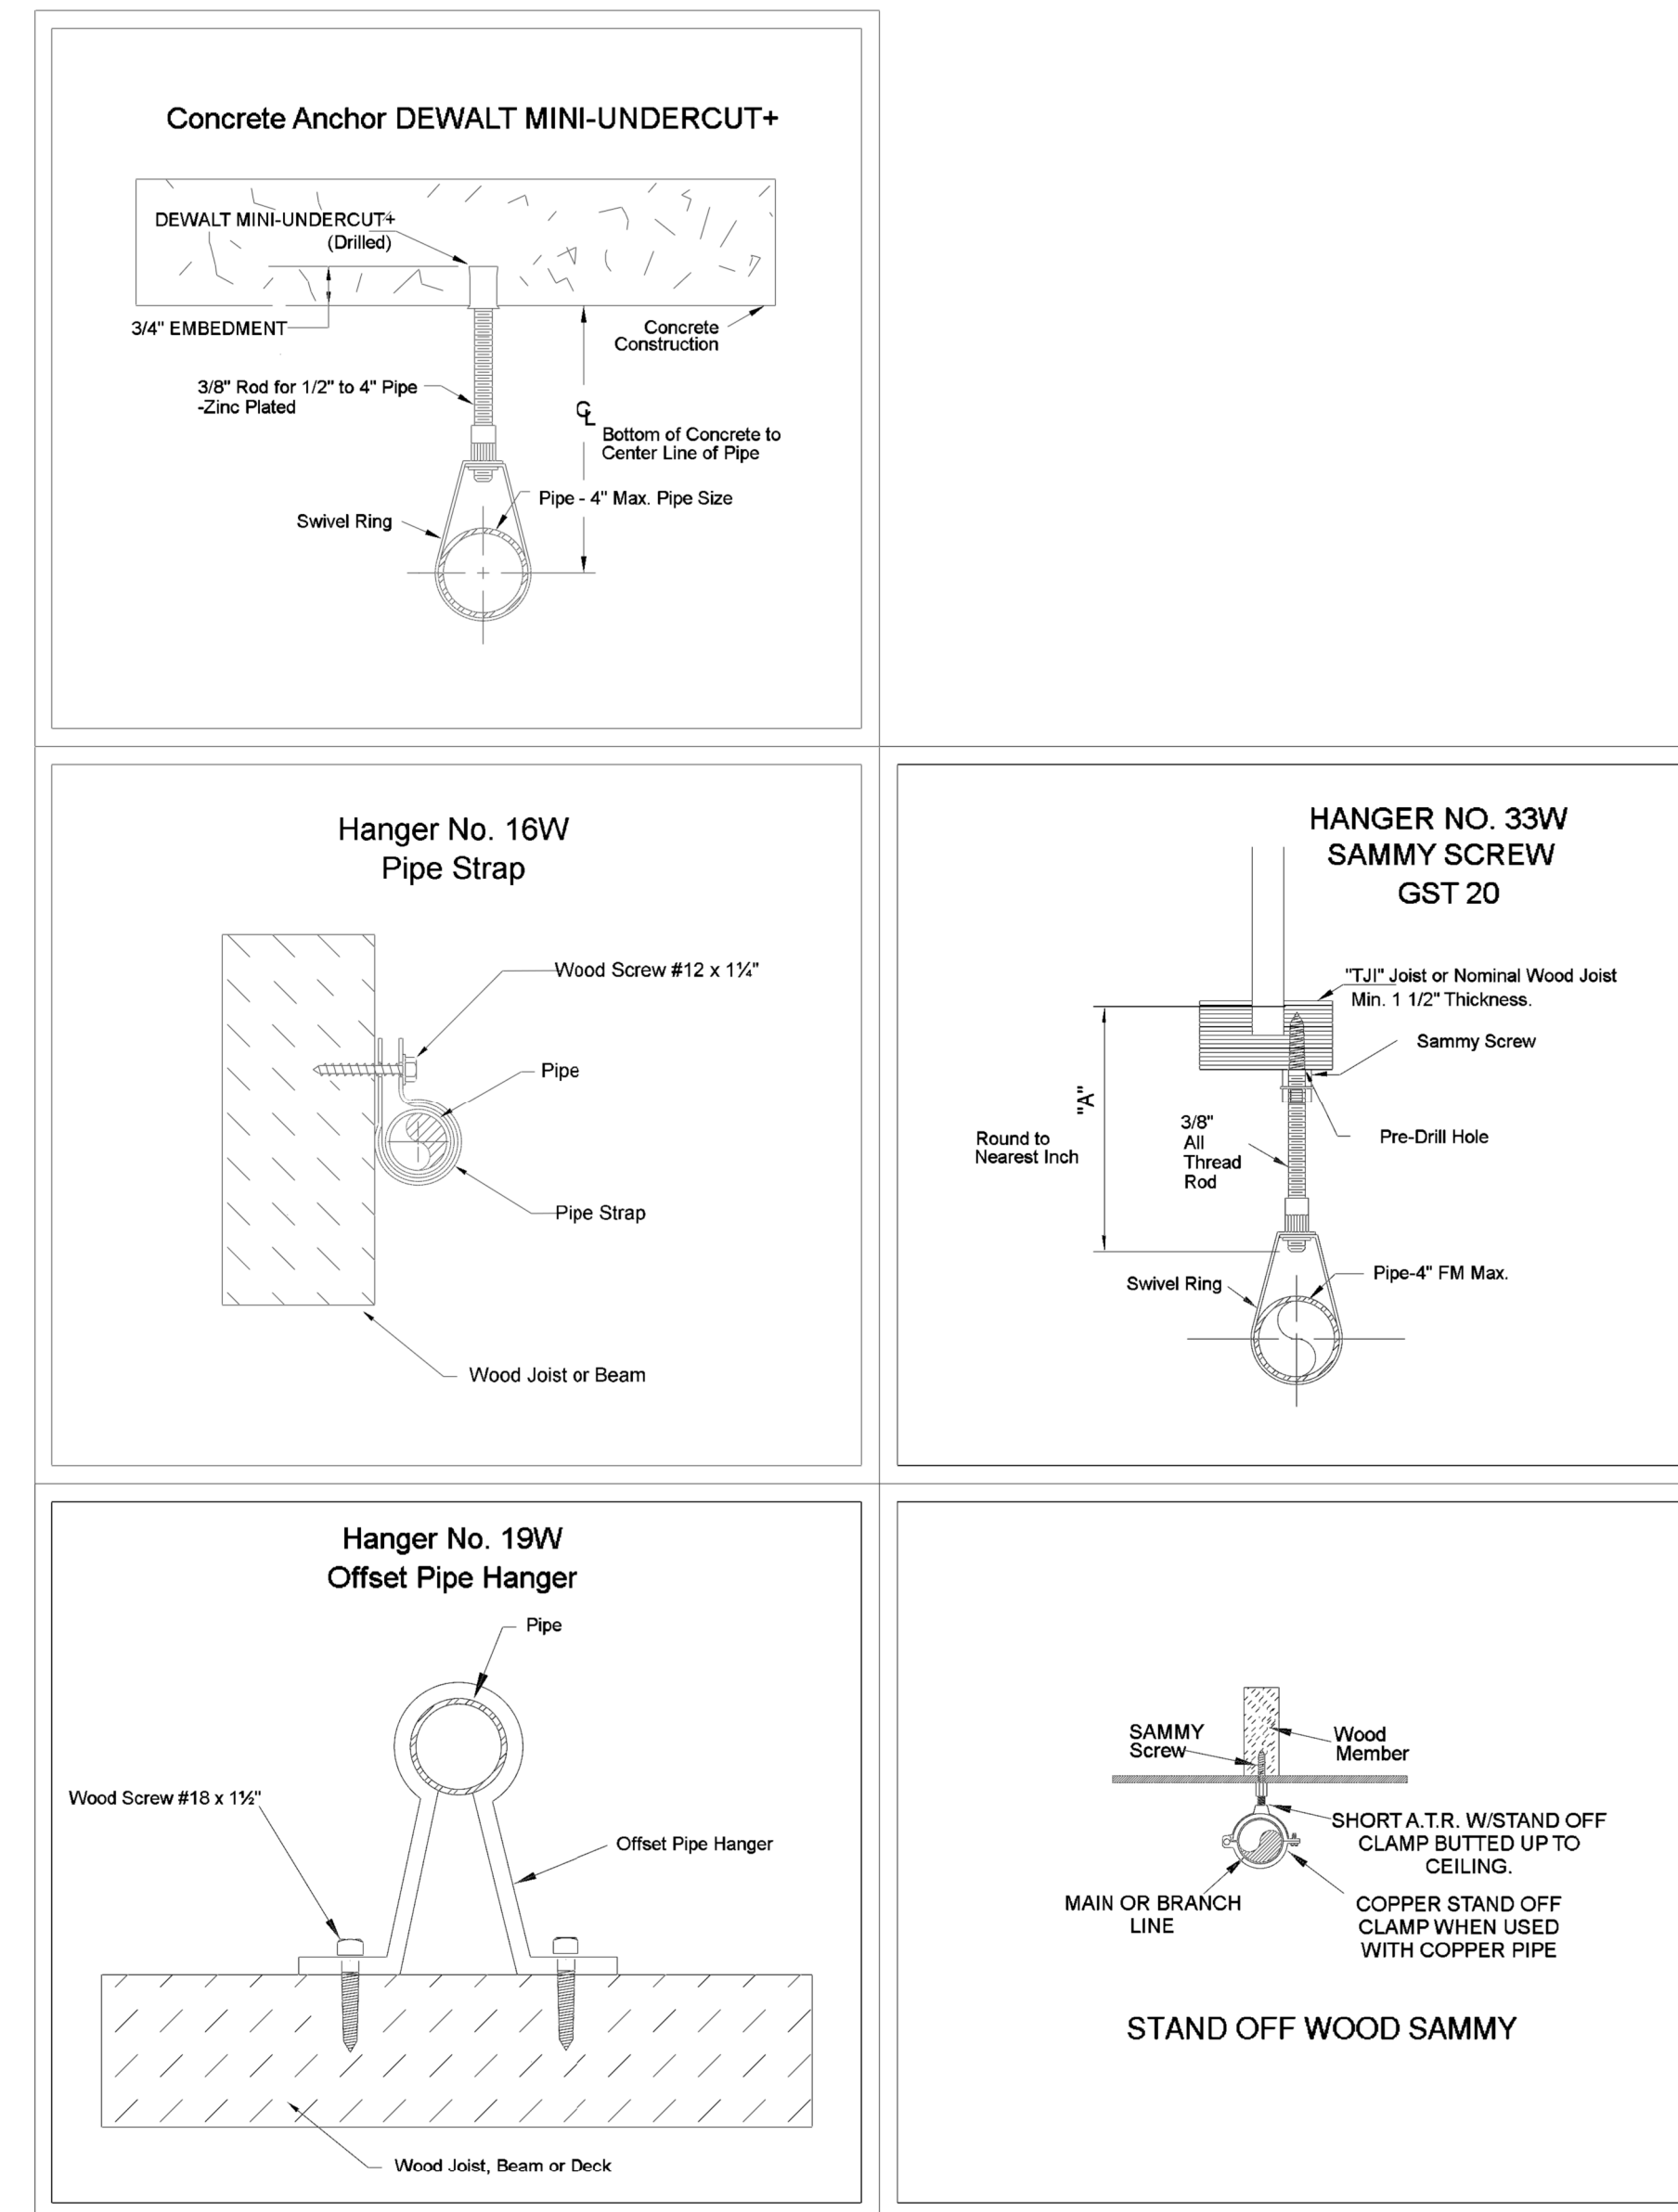 Concrete Anchor DEWALT MINI-UNDERCUT+
DEWALT MINI-UNDERCUT+
(Drilled)
3/4" EMBEDMENT
Concrete
Construction
3/8" Rod for 1/2" to 4" Pipe
-Zinc Plated
CL
Bottom of Concrete to
Center Line of Pipe
Pipe - 4" Max. Pipe Size
Swivel Ring
Hanger No. 16W
Pipe Strap
Wood Screw #12 x 1¼"
Pipe
Pipe Strap
Wood Joist or Beam
HANGER NO. 33W
SAMMY SCREW
GST 20
"TJI" Joist or Nominal Wood Joist
Min. 1 1/2" Thickness.
Sammy Screw
"A"
3/8"
All
Thread
Rod
Pre-Drill Hole
Round to
Nearest Inch
Pipe-4" FM Max.
Swivel Ring
Hanger No. 19W
Offset Pipe Hanger
Pipe
Wood Screw #18 x 1½"
Offset Pipe Hanger
Wood Joist, Beam or Deck
SAMMY
Screw
Wood
Member
SHORT A.T.R. W/STAND OFF
CLAMP BUTTED UP TO
CEILING.
MAIN OR BRANCH
LINE
COPPER STAND OFF
CLAMP WHEN USED
WITH COPPER PIPE
STAND OFF WOOD SAMMY